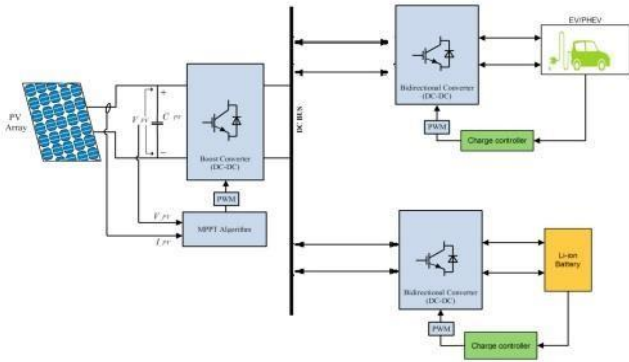 PV
Array
+
V PV
C PV
−
Boost Converter
(DC-DC)
PWM
V PV
I PV
MPPT Algorithm
DC BUS
Bidirectional Converter
(DC-DC)
PWM
Charge controller
EV/PHEV
Bidirectional Converter
(DC-DC)
PWM
Charge controller
Li-ion
Battery